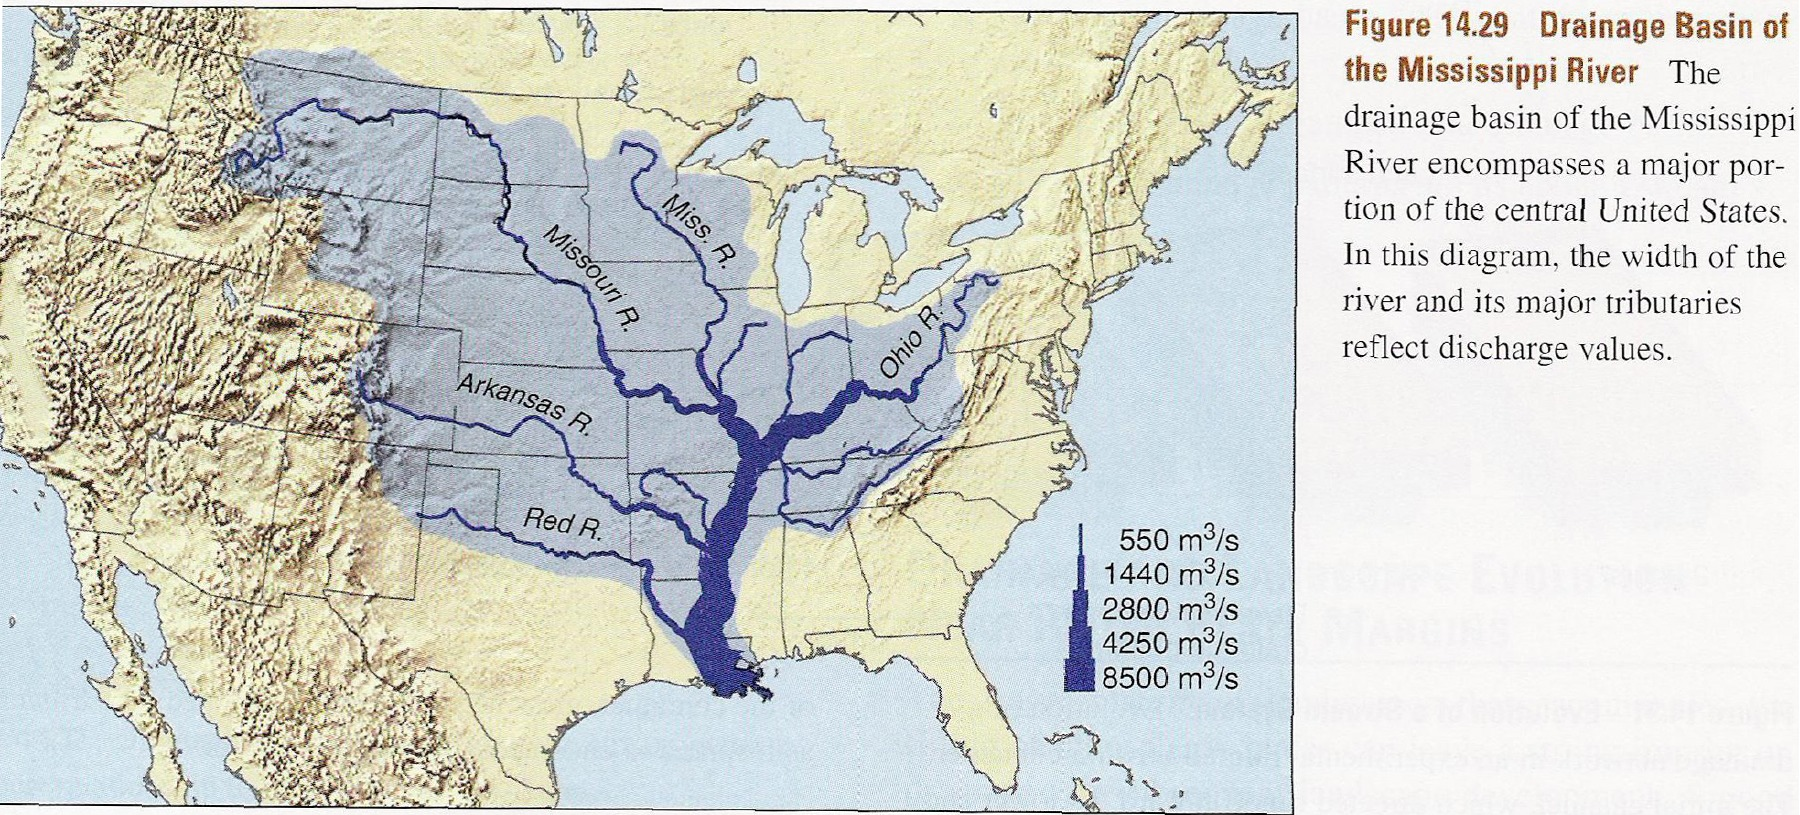 Figure 14.29 Drainage Basin of
the Mississippi River The
drainage basin of the Mississippi
River encompasses a major por-
tion of the central United States.
In this diagram, the width of the
river and its major tributaries
reflect discharge values.
Miss. R.
Missouri R.
Ohio R.
Arkansas R.
Red R.
550 m³/s
1440 m³/s
2800 m³/s
4250 m³/s
8500 m³/s